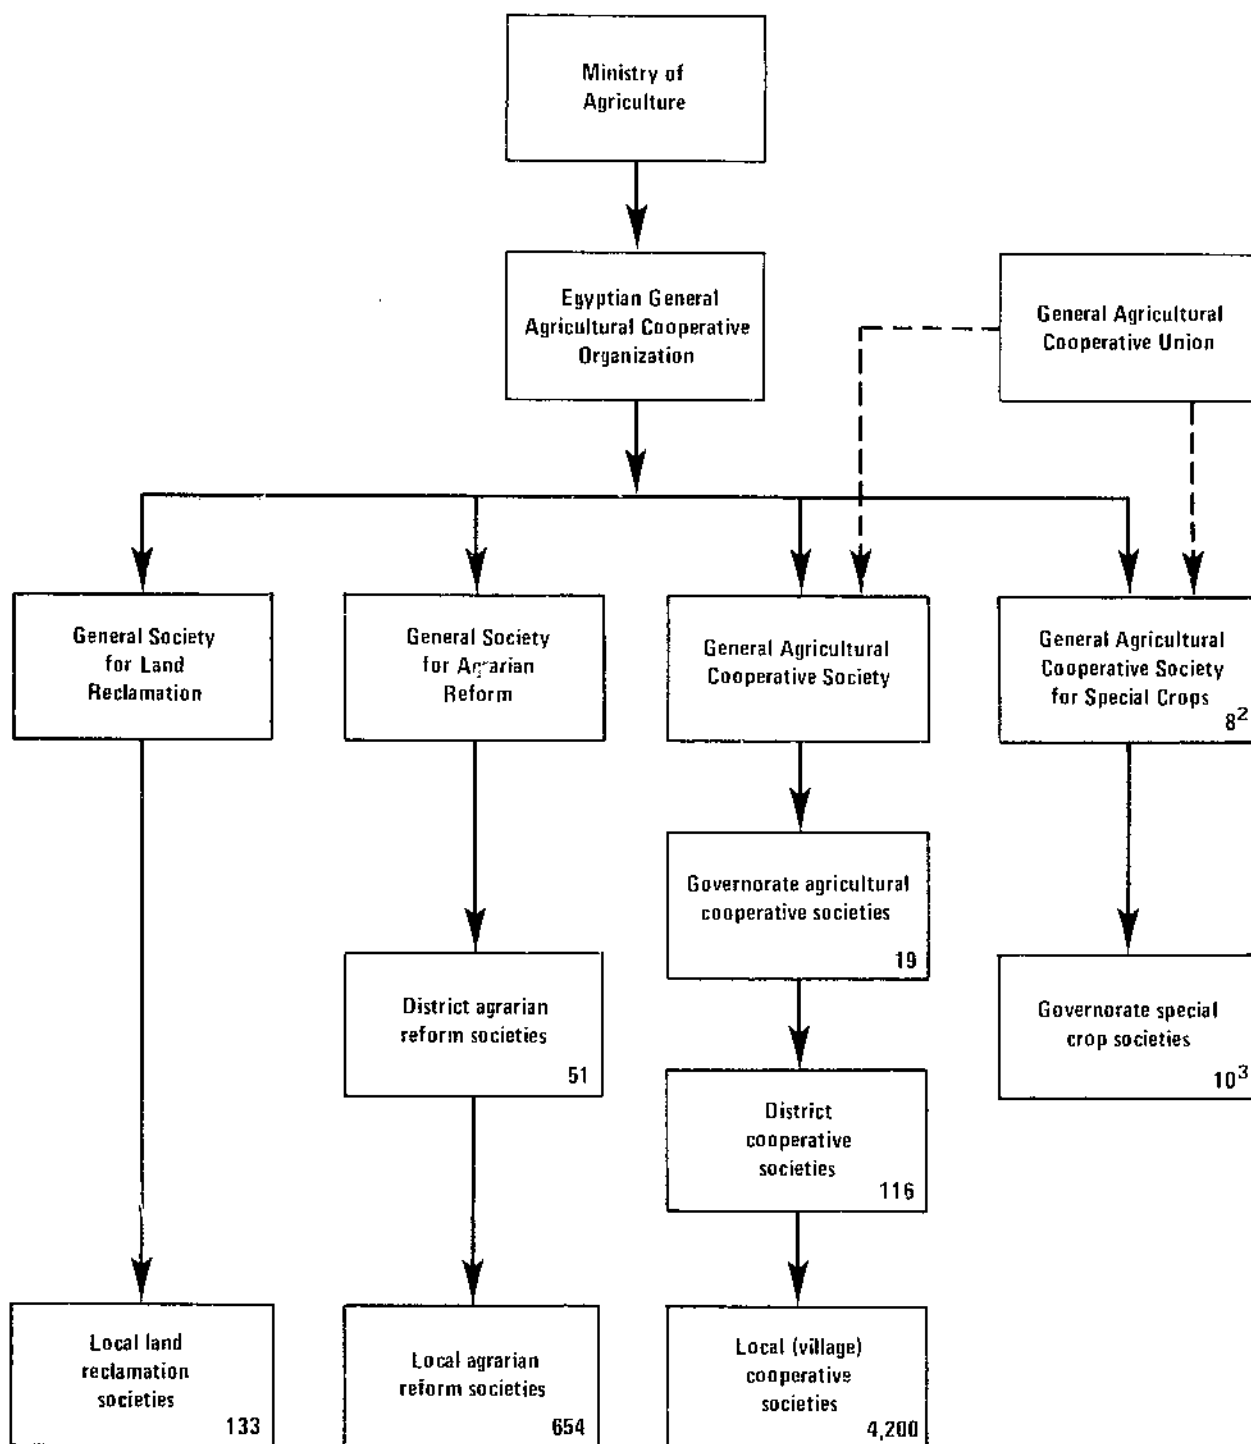 Ministry of
Agriculture
Egyptian General
Agricultural Cooperative
Organization
General Agricultural
Cooperative Union
General Society
for Land
Reclamation
General Society
for Agrarian
Reform
General Agricultural
Cooperative Society
General Agricultural
Cooperative Society
for Special Crops
8²
Governorate agricultural
cooperative societies
19
District agrarian
reform societies
51
Governorate special
crop societies
10³
District
cooperative
societies
116
Local land
reclamation
societies
133
Local agrarian
reform societies
654
Local (village)
cooperative
societies
4,200